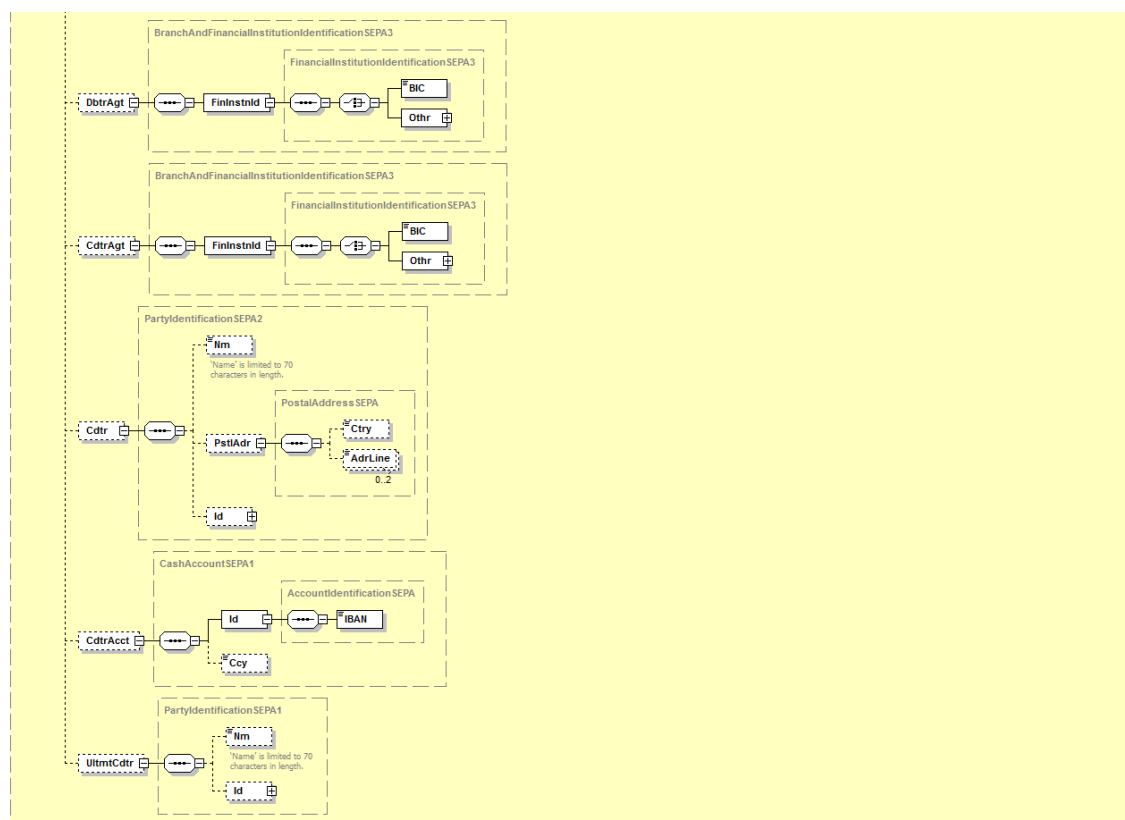 BranchAndFinancialInstitutionIdentificationSEPA3
FinancialInstitutionIdentificationSEPA3
BIC
DbtrAgt
FinInstnId
Othr
BranchAndFinancialInstitutionIdentificationSEPA3
FinancialInstitutionIdentificationSEPA3
BIC
CdtrAgt
FinInstnId
Othr
PartyIdentificationSEPA2
Nm
'Name' is limited to 70
characters in length.
PostalAddressSEPA
Ctry
Cdtr
PstlAdr
AdrLine
0..2
Id
CashAccountSEPA1
AccountIdentificationSEPA
Id
IBAN
CdtrAcct
Ccy
PartyIdentificationSEPA1
Nm
'Name' is limited to 70
characters in length.
UltmtCdtr
Id